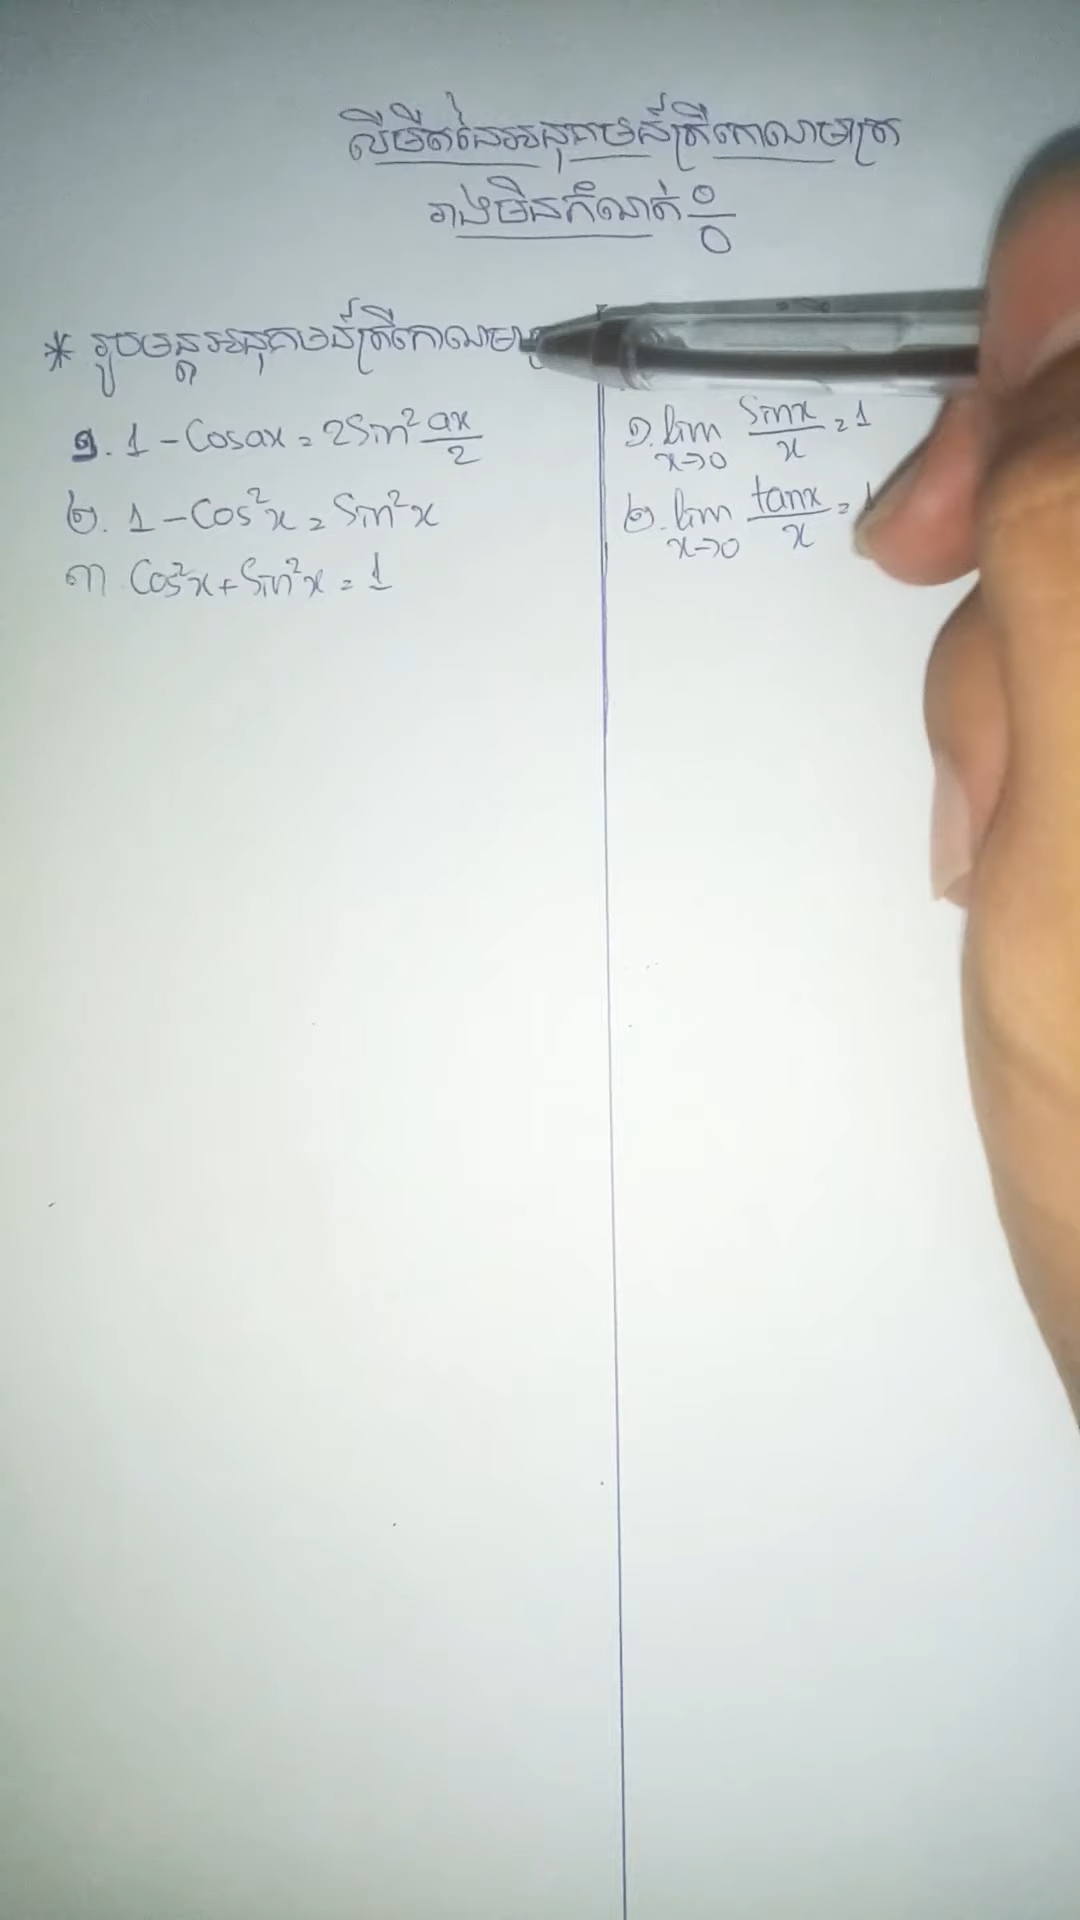 លីមីតនៃអនុគមន៍ត្រីកោណមាត្រ
រាងមិនកំណត់ 0/0
* រូបមន្តអនុគមន៍ត្រីកោណមា
១. 1 - Cosax = 2Sin² ax/2
២. 1 - Cos²x = Sin²x
៣ Cos²x + Sin²x = 1
១. lim x→0 Sinx/x = 1
២. lim x→0 tanx/x =